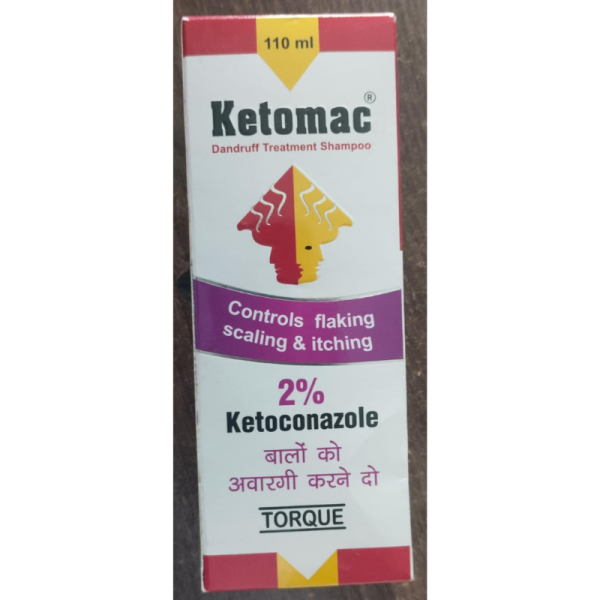 110 ml
Ketomac®
Dandruff Treatment Shampoo
Controls flaking
scaling & itching
2%
Ketoconazole
बालों को
अवारगी करने दो
TORQUE